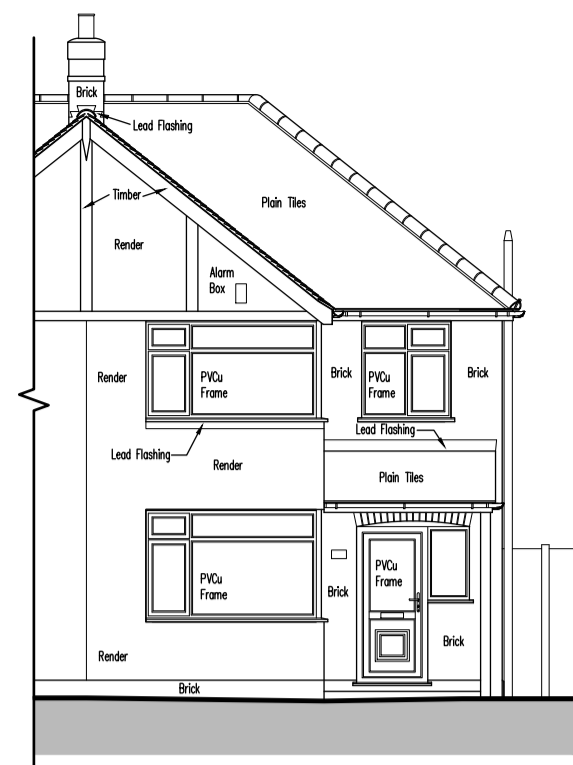 Brick
Lead Flashing
Timber
Plain Tiles
Render
Alarm
Box
Render
PVCu
Frame
Brick
PVCu
Frame
Brick
Lead Flashing
Lead Flashing
Render
Plain Tiles
PVCu
Frame
Brick
PVCu
Frame
Brick
Render
Brick